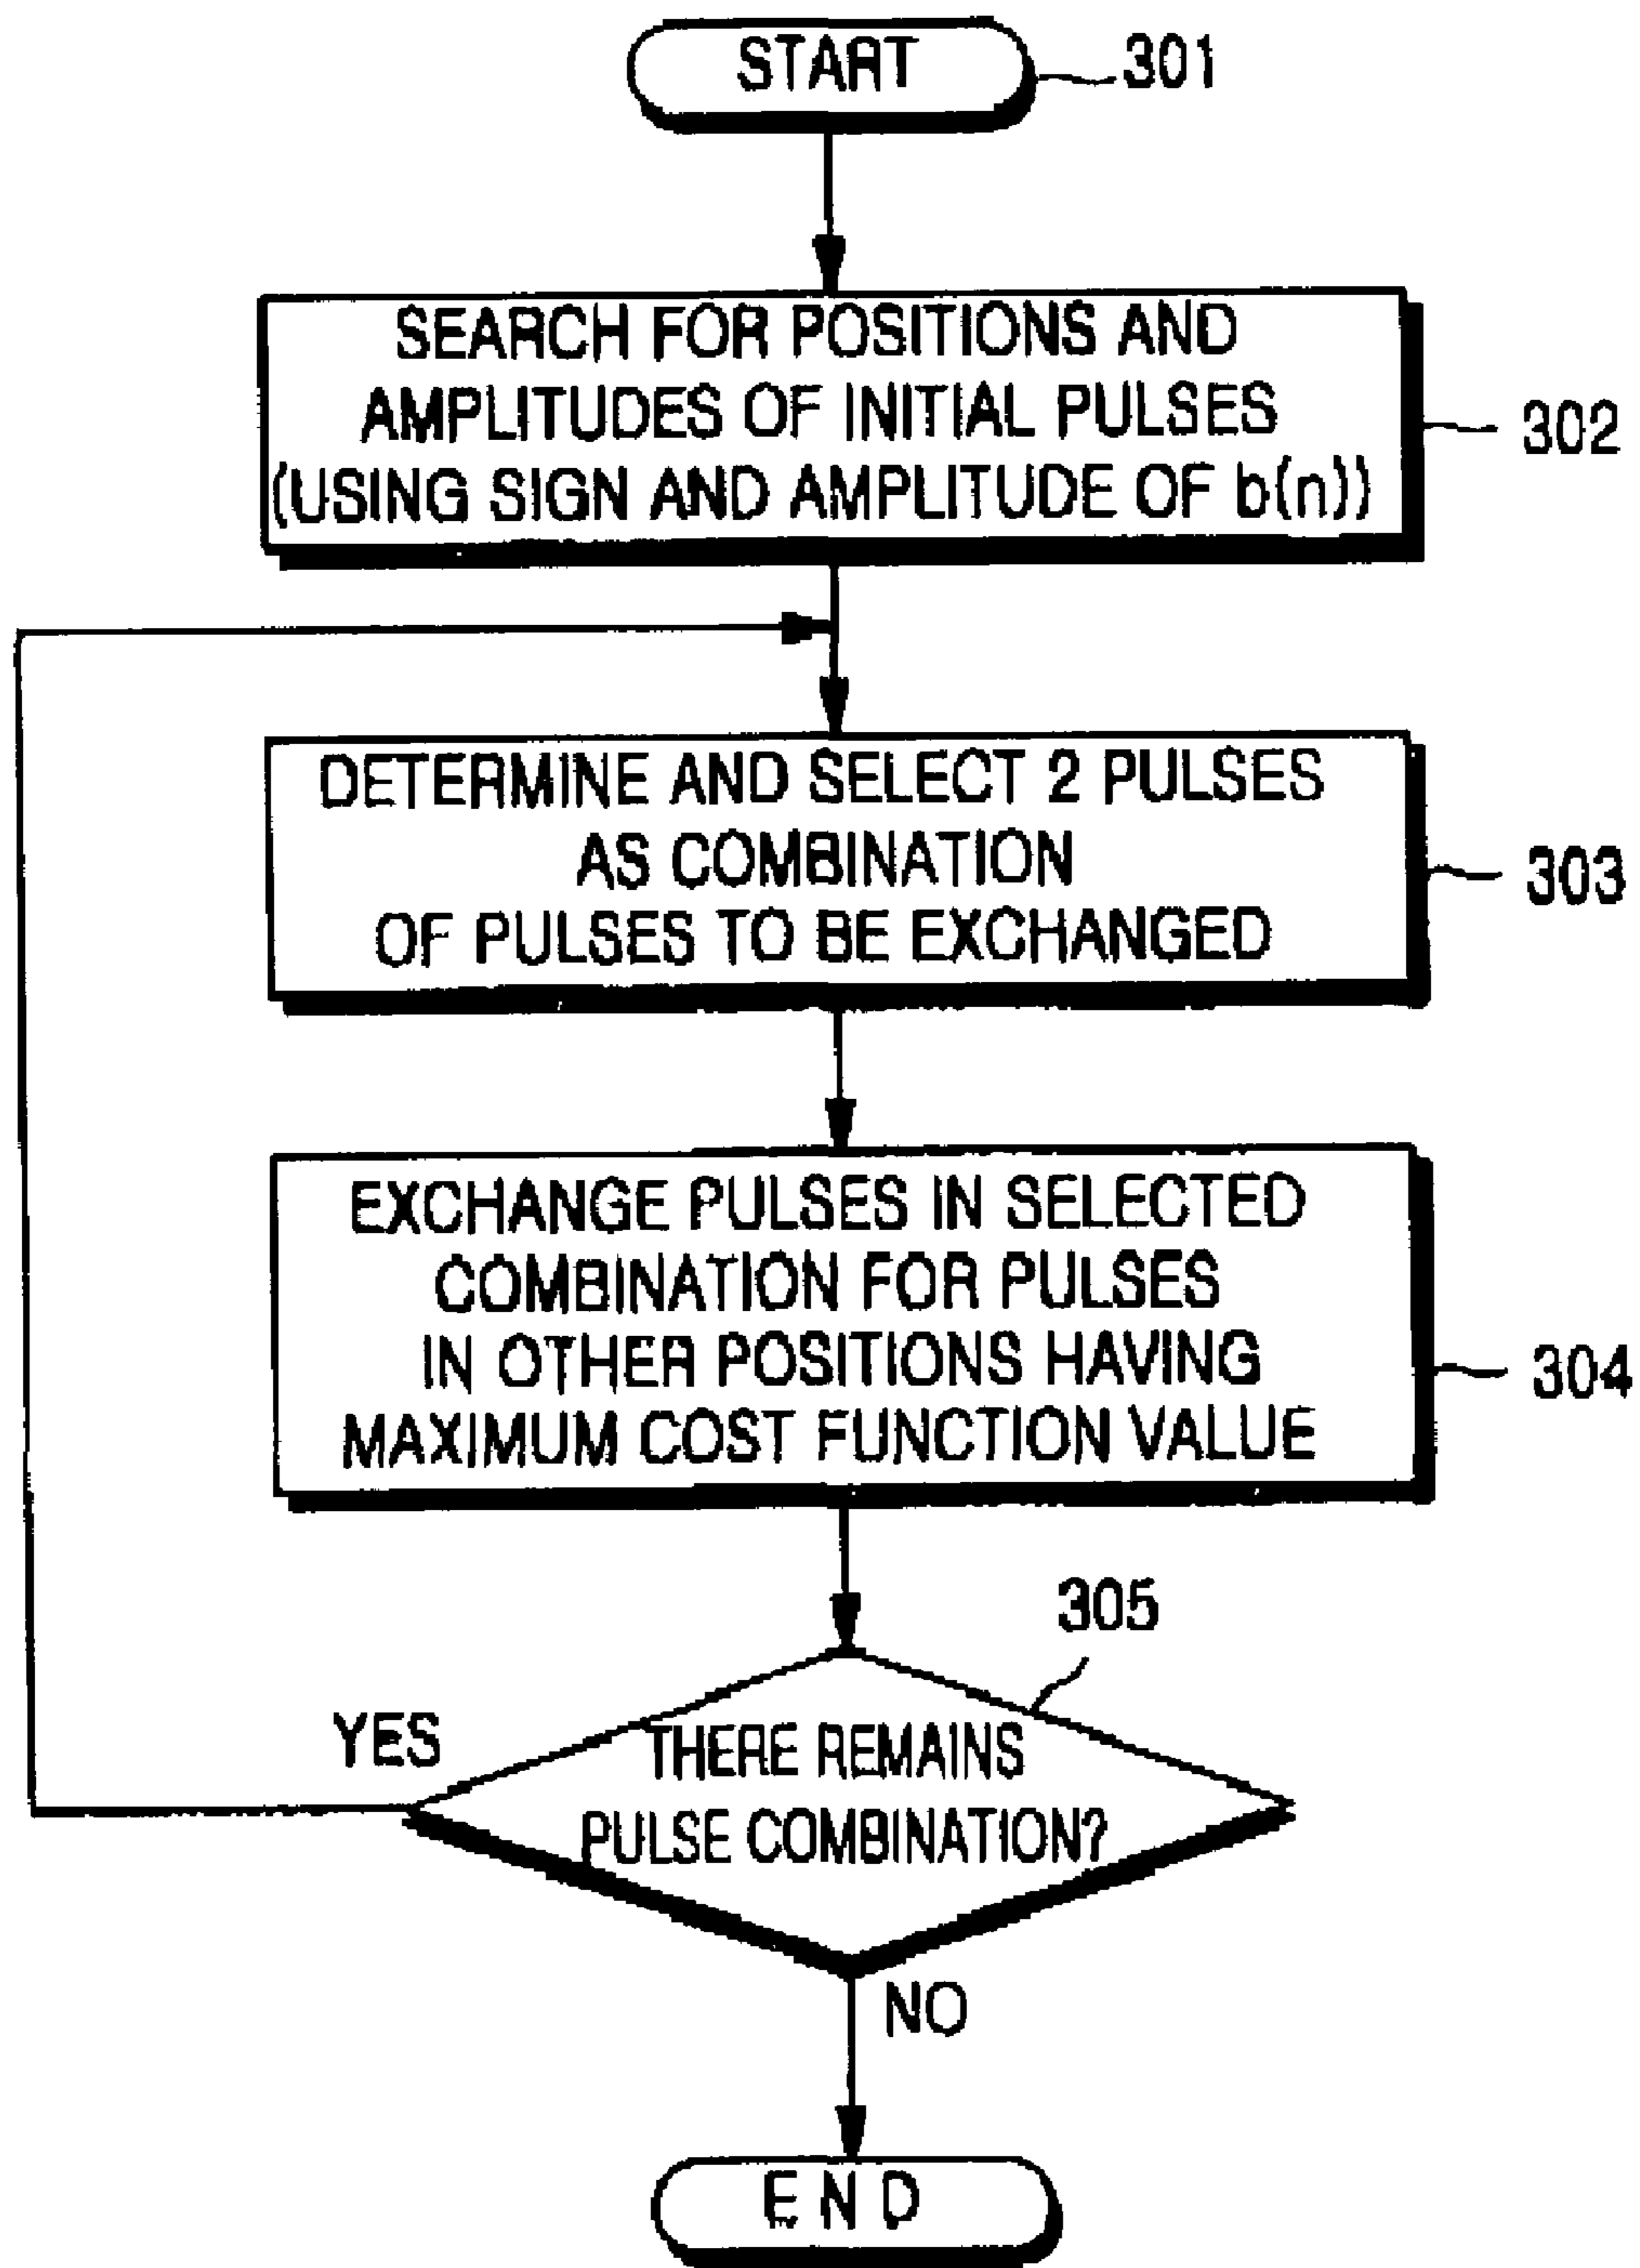 START
301
SEARCH FOR POSITIONS AND
AMPLITUDES OF INITIAL PULSES
(USING SIGN AND AMPLITUDE OF b(n))
302
DETERMINE AND SELECT 2 PULSES
AS COMBINATION
OF PULSES TO BE EXCHANGED
303
EXCHANGE PULSES IN SELECTED
COMBINATION FOR PULSES
IN OTHER POSITIONS HAVING
MAXIMUM COST FUNCTION VALUE
304
305
YES
THERE REMAINS
PULSE COMBINATION?
NO
END